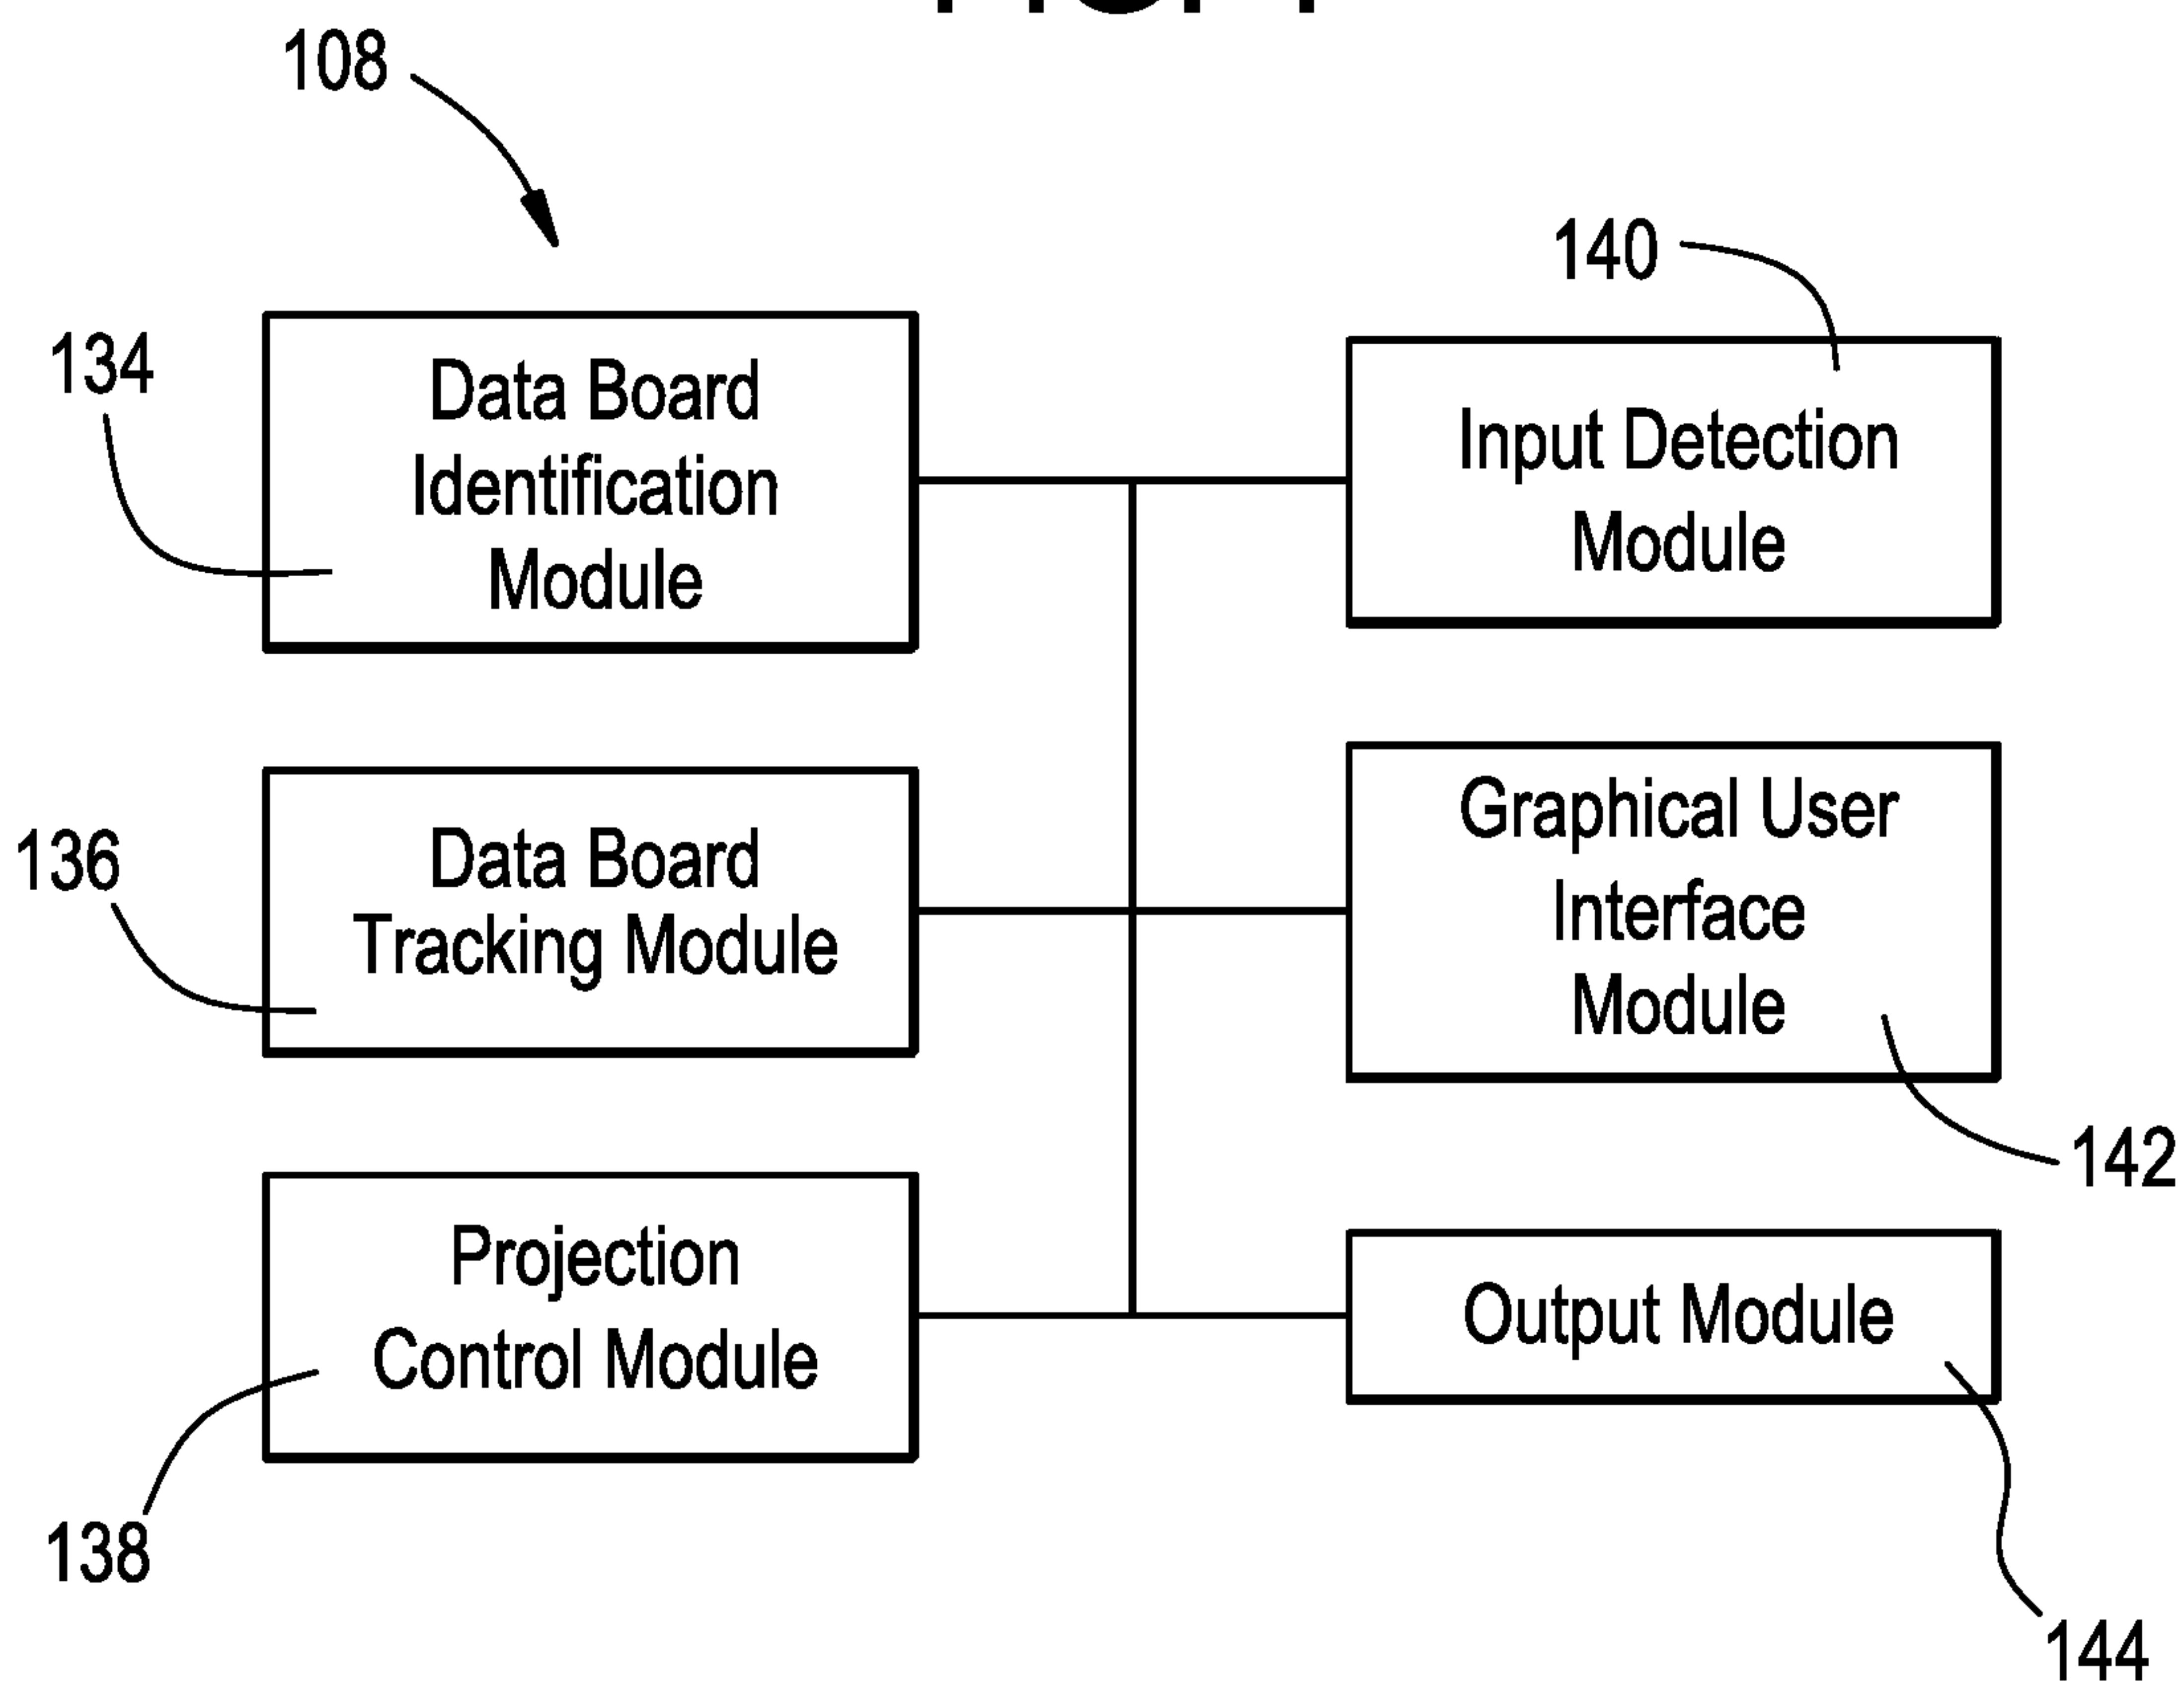 108
140
134
Data Board
Identification
Module
Input Detection
Module
136
Data Board
Tracking Module
Graphical User
Interface
Module
142
Projection
Control Module
Output Module
138
144